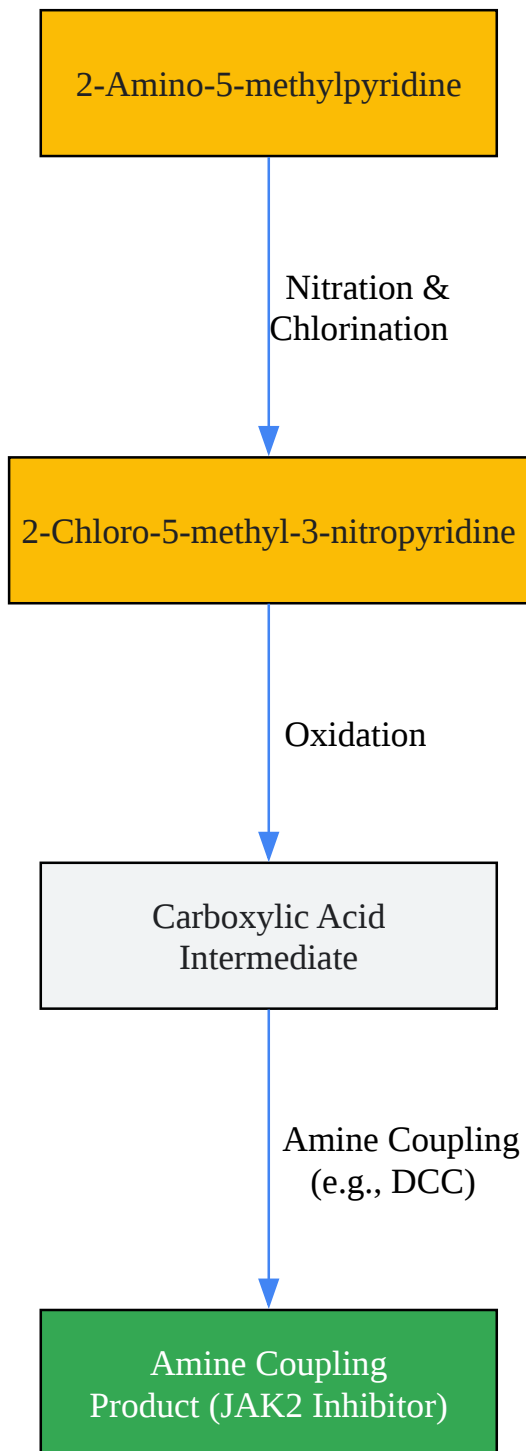 2-Amino-5-methylpyridine
Nitration &
Chlorination
2-Chloro-5-methyl-3-nitropyridine
Oxidation
Carboxylic Acid
Intermediate
Amine Coupling
(e.g., DCC)
Amine Coupling
Product (JAK2 Inhibitor)